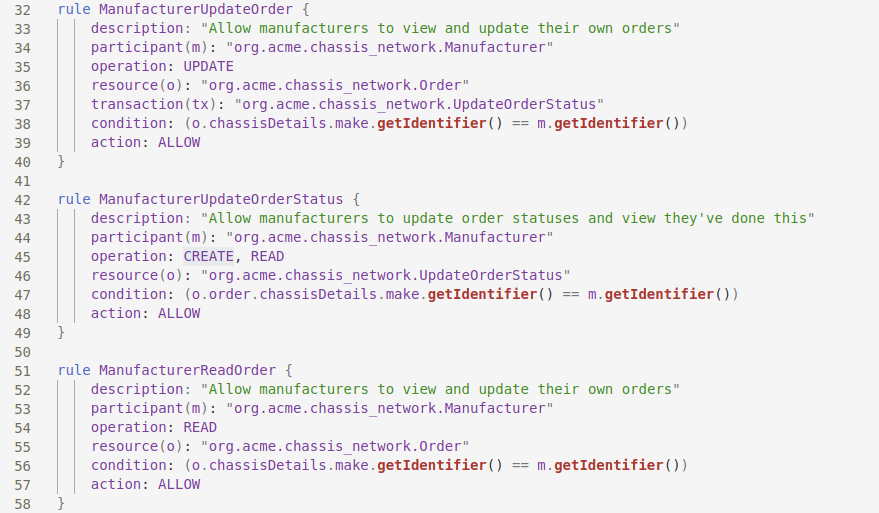 32 rule ManufacturerUpdateOrder {
33 description: "Allow manufacturers to view and update their own orders"
34 participant(m): "org.acme.chassis_network.Manufacturer"
35 operation: UPDATE
36 resource(o): "org.acme.chassis_network.Order"
37 transaction(tx): "org.acme.chassis_network.UpdateOrderStatus"
38 condition: (o.chassisDetails.make.getIdentifier() == m.getIdentifier())
39 action: ALLOW
40 }
41
42 rule ManufacturerUpdateOrderStatus {
43 description: "Allow manufacturers to update order statuses and view they've done this"
44 participant(m): "org.acme.chassis_network.Manufacturer"
45 operation: CREATE, READ
46 resource(o): "org.acme.chassis_network.UpdateOrderStatus"
47 condition: (o.order.chassisDetails.make.getIdentifier() == m.getIdentifier())
48 action: ALLOW
49 }
50
51 rule ManufacturerReadOrder {
52 description: "Allow manufacturers to view and update their own orders"
53 participant(m): "org.acme.chassis_network.Manufacturer"
54 operation: READ
55 resource(o): "org.acme.chassis_network.Order"
56 condition: (o.chassisDetails.make.getIdentifier() == m.getIdentifier())
57 action: ALLOW
58 }